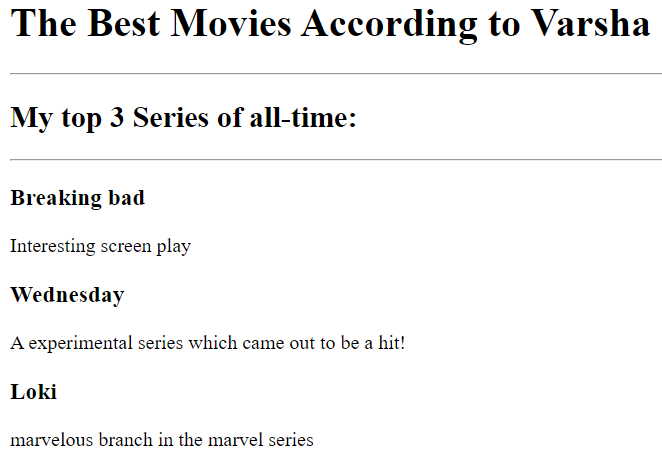 The Best Movies According to Varsha
My top 3 Series of all-time:
Breaking bad
Interesting screen play
Wednesday
A experimental series which came out to be a hit!
Loki
marvelous branch in the marvel series